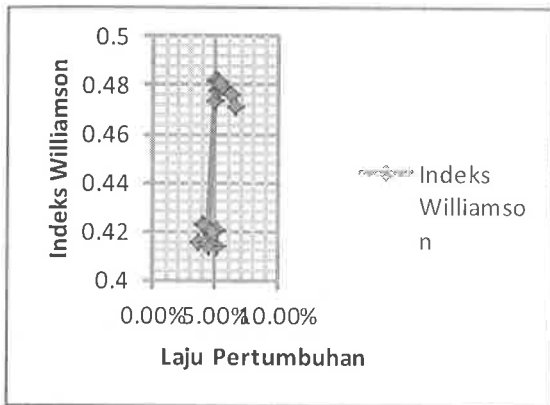 0.5
0.48
0.46
0.44
0.42
0.4
Indeks Williamson
0.00% 5.00% 10.00%
Laju Pertumbuhan
Indeks
Williamso
n